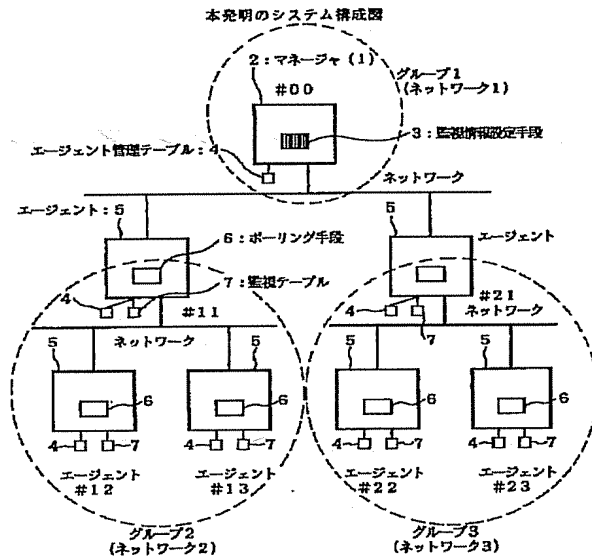 本発明のシステム構成図
2:マネージャ(1)
グループ1
(ネットワーク1)
#00
3:監視情報設定手段
エージェント管理テーブル:4
ネットワーク
エージェント:5
5
エージェント
6:ポーリング手段
7:監視テーブル
4
#11
4
7
#21
ネットワーク
ネットワーク
5
5
5
5
6
6
6
6
4
7
4
7
4
7
4
7
エージェント
#12
エージェント
#13
エージェント
#22
エージェント
#23
グループ2
(ネットワーク2)
グループ3
(ネットワーク3)